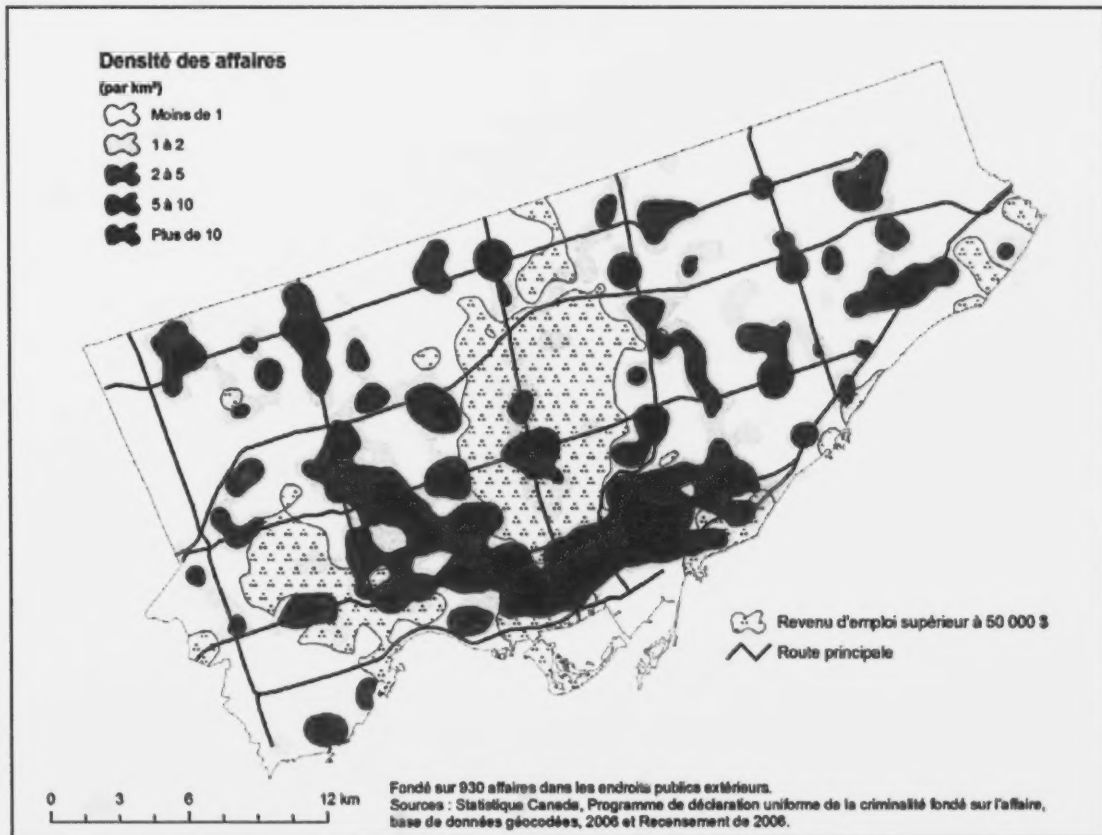 Densité des affaires
(par km²)
Moins de 1
1 à 2
2 à 5
5 à 10
Plus de 10
Revenu d'emploi supérieur à 50 000 $
Route principale
0 3 6 12 km
Fondé sur 930 affaires dans les endroits publics extérieurs.
Sources : Statistique Canada, Programme de déclaration uniforme de la criminalité fondé sur l'affaire,
base de données géocodées, 2006 et Recensement de 2006.